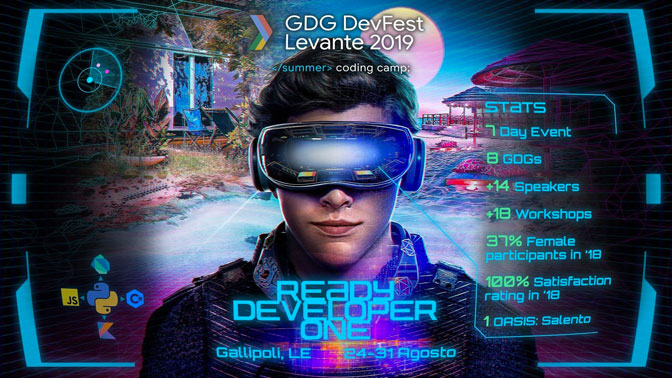 GDG DevFest
Levante 2019
</summer> coding camp;
STATS
7 Day Event
8 GDGs
+14 Speakers
+18 Workshops
37% Female
participants in '18
100% Satisfaction
rating in '18
1 OASIS: Salento
JS
READY
DEVELOPER
ONE
Gallipoli, LE 24-31 Agosto